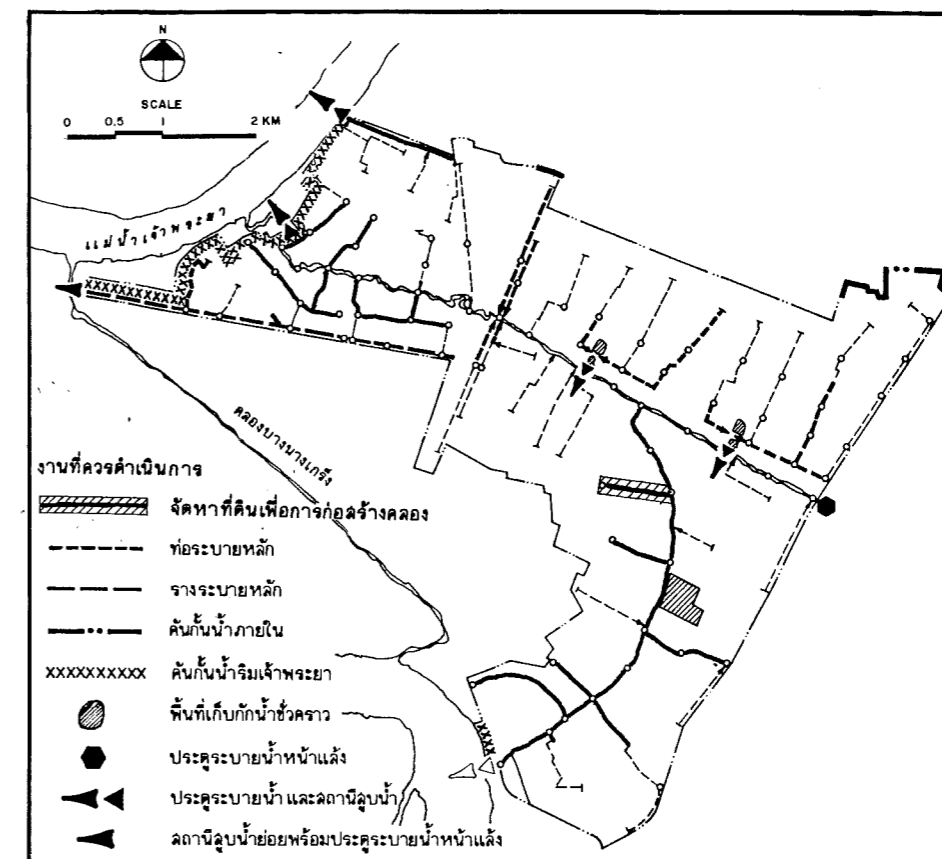 N
SCALE
0 0.5 1 2 KM
แม่น้ำเจ้าพระยา
คลองบางนางเกรง
งานที่ควรดำเนินการ
จัดหาที่ดินเพื่อการก่อสร้างคลอง
ท่อระบายหลัก
รางระบายหลัก
คันกั้นน้ำภายใน
คันกั้นน้ำริมเจ้าพระยา
พื้นที่เก็บกักน้ำชั่วคราว
ประตูระบายน้ำหน้าแล้ง
ประตูระบายน้ำ และสถานีสูบน้ำ
สถานีสูบน้ำย่อยพร้อมประตูระบายน้ำหน้าแล้ง